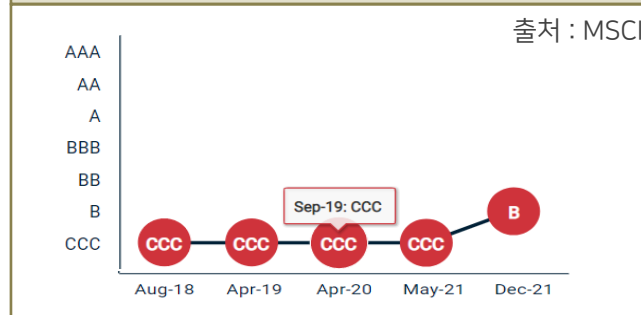 출처 : MSCI
AAA
AA
A
BBB
BB
B
CCC
Sep-19: CCC
CCC
CCC
CCC
CCC
B
Aug-18
Apr-19
Apr-20
May-21
Dec-21